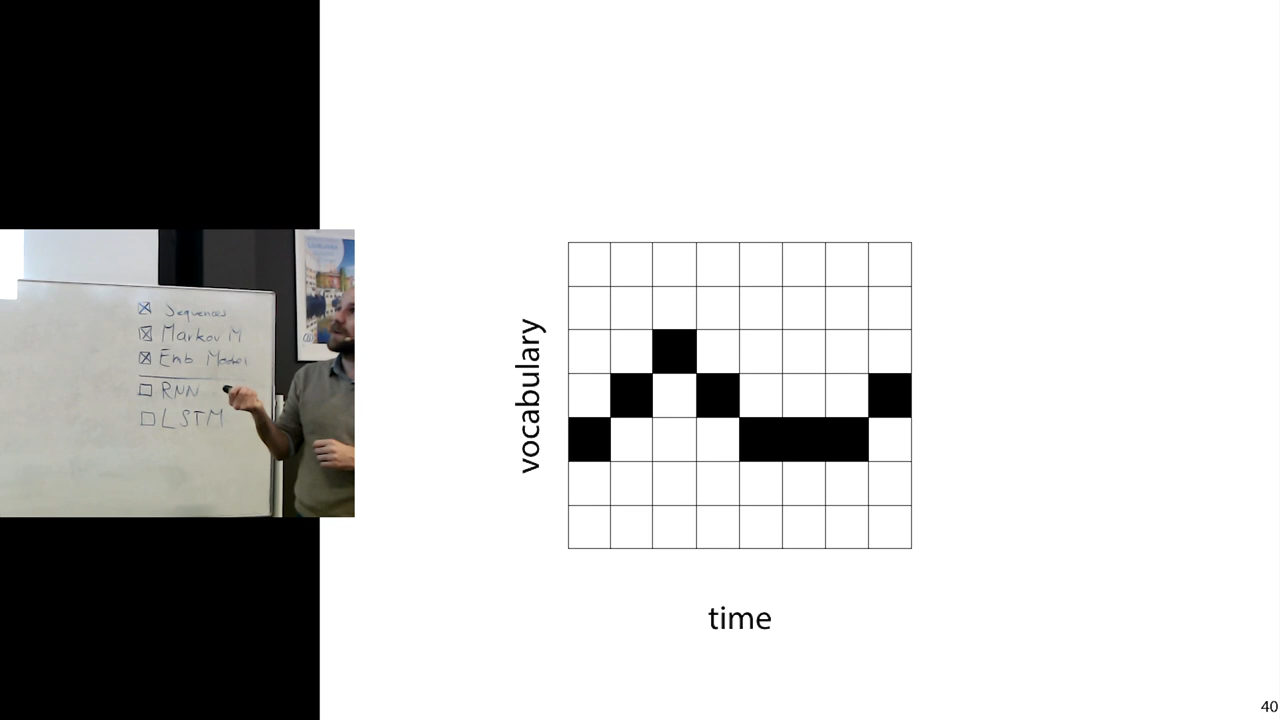 Sequences
Markov M
Emb Model
RNN
LSTM
vocabulary
time
40